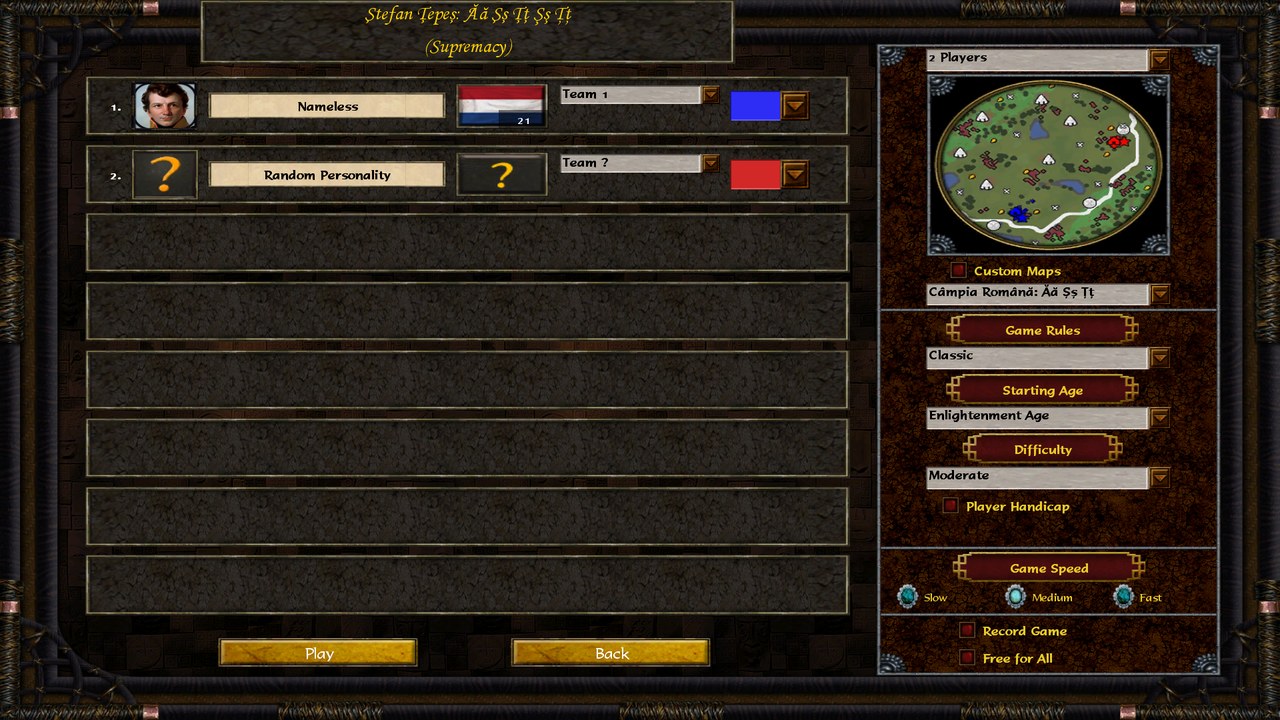 Ștefan Țepeș: Ăă Șș Țț Şş Țț
(Supremacy)
1.
Nameless
21
Team 1
2.
?
Random Personality
?
Team ?
Play
Back
2 Players
Custom Maps
Câmpia Română: Ăă Șș Țț
Game Rules
Classic
Starting Age
Enlightenment Age
Difficulty
Moderate
Player Handicap
Game Speed
Slow
Medium
Fast
Record Game
Free for All